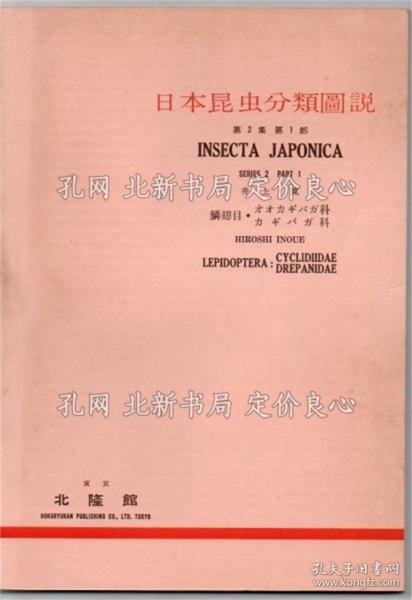 日本昆虫分類圖説
第2集 第1部
INSECTA JAPONICA
SERIES 2 PART 1
孔网 北新书局 定价良心
井上 寛
鱗翅目・オオカギバガ科
カギバガ科
HIROSHI INOUE
LEPIDOPTERA: CYCLIDIIDAE
DREPANIDAE
孔网 北新书局 定价良心
東京
北隆館
HOKURYUKAN PUBLISHING CO., LTD. TOKYO
孔夫子旧书网